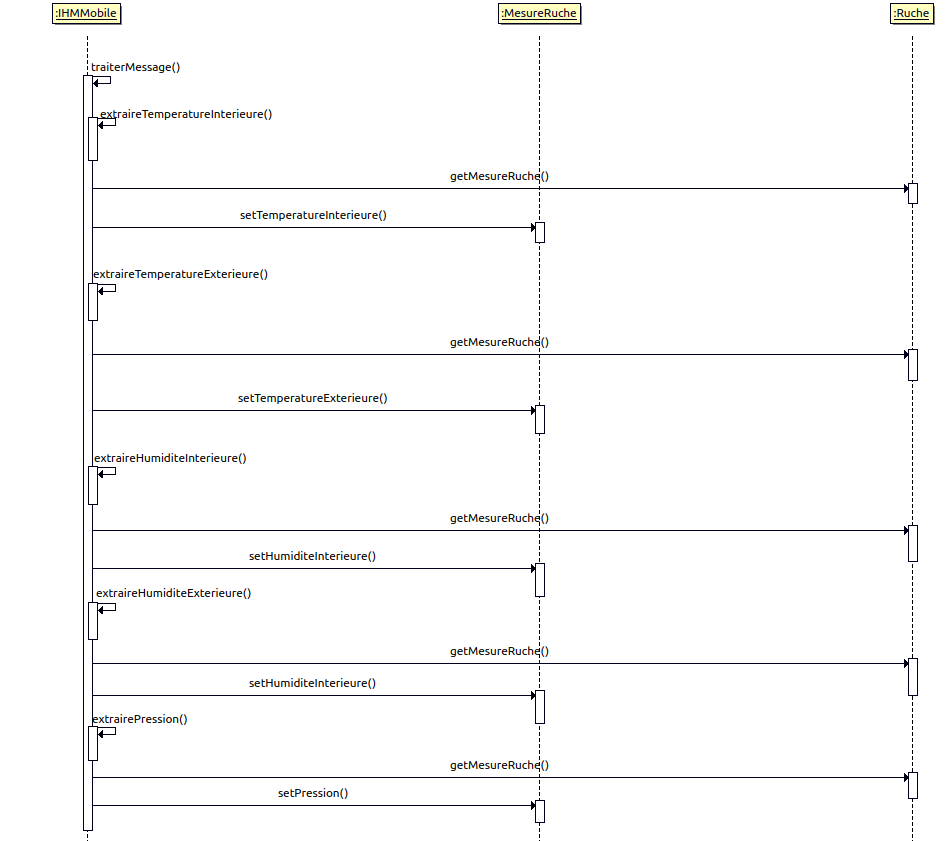 :IHMMobile
:MesureRuche
:Ruche
traiterMessage()
extraireTemperatureInterieure()
getMesureRuche()
setTemperatureInterieure()
extraireTemperatureExterieure()
getMesureRuche()
setTemperatureExterieure()
extraireHumiditeInterieure()
getMesureRuche()
setHumiditeInterieure()
extraireHumiditeExterieure()
getMesureRuche()
setHumiditeInterieure()
extrairePression()
getMesureRuche()
setPression()